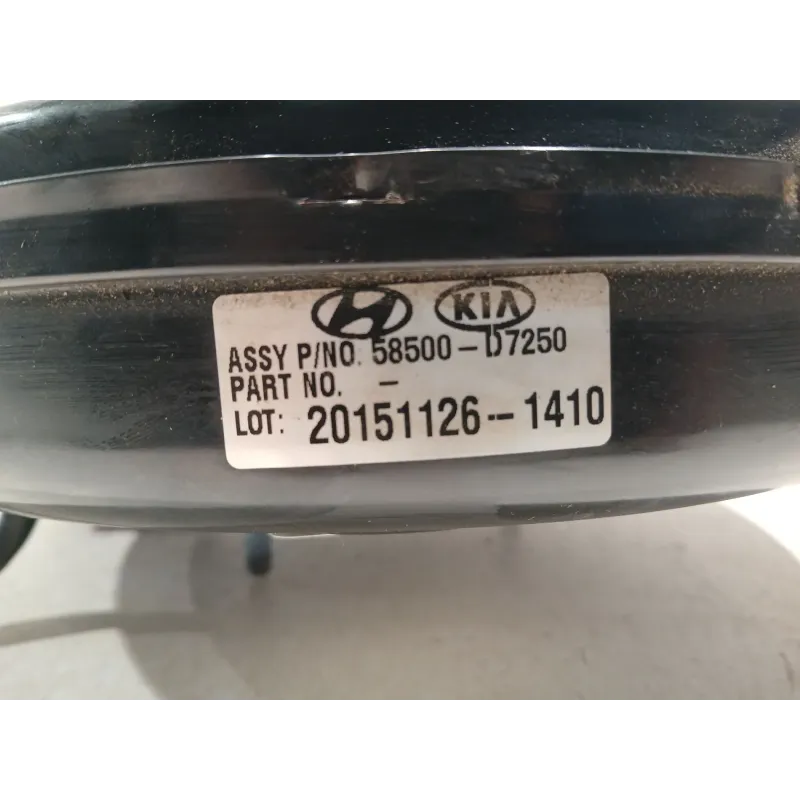 KIA
ASSY P/NO. 58500-D7250
PART NO. -
LOT: 20151126-1410